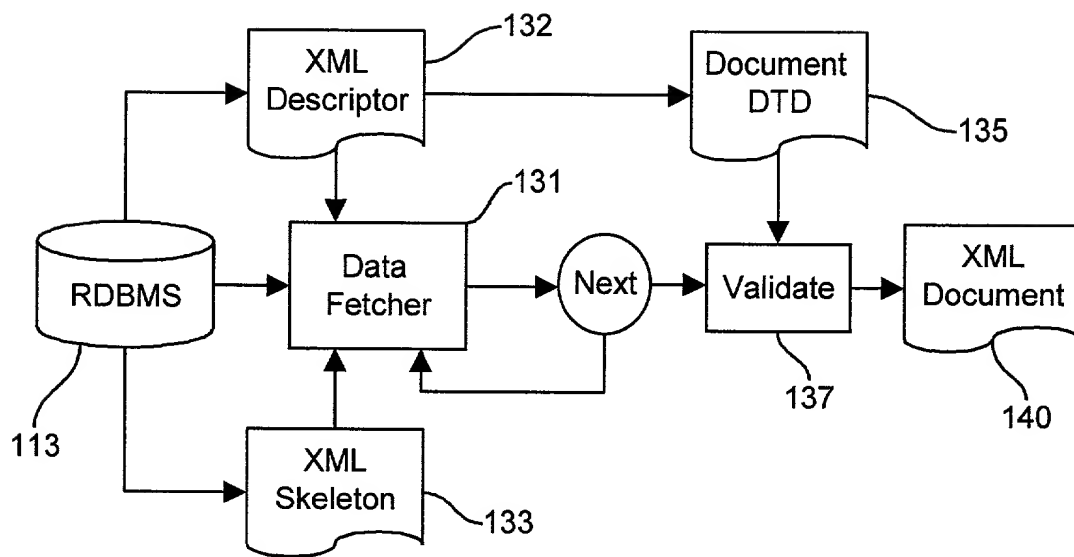 132
XML
Descriptor
Document
DTD
135
131
RDBMS
Data
Fetcher
Next
Validate
XML
Document
113
137
140
XML
Skeleton
133